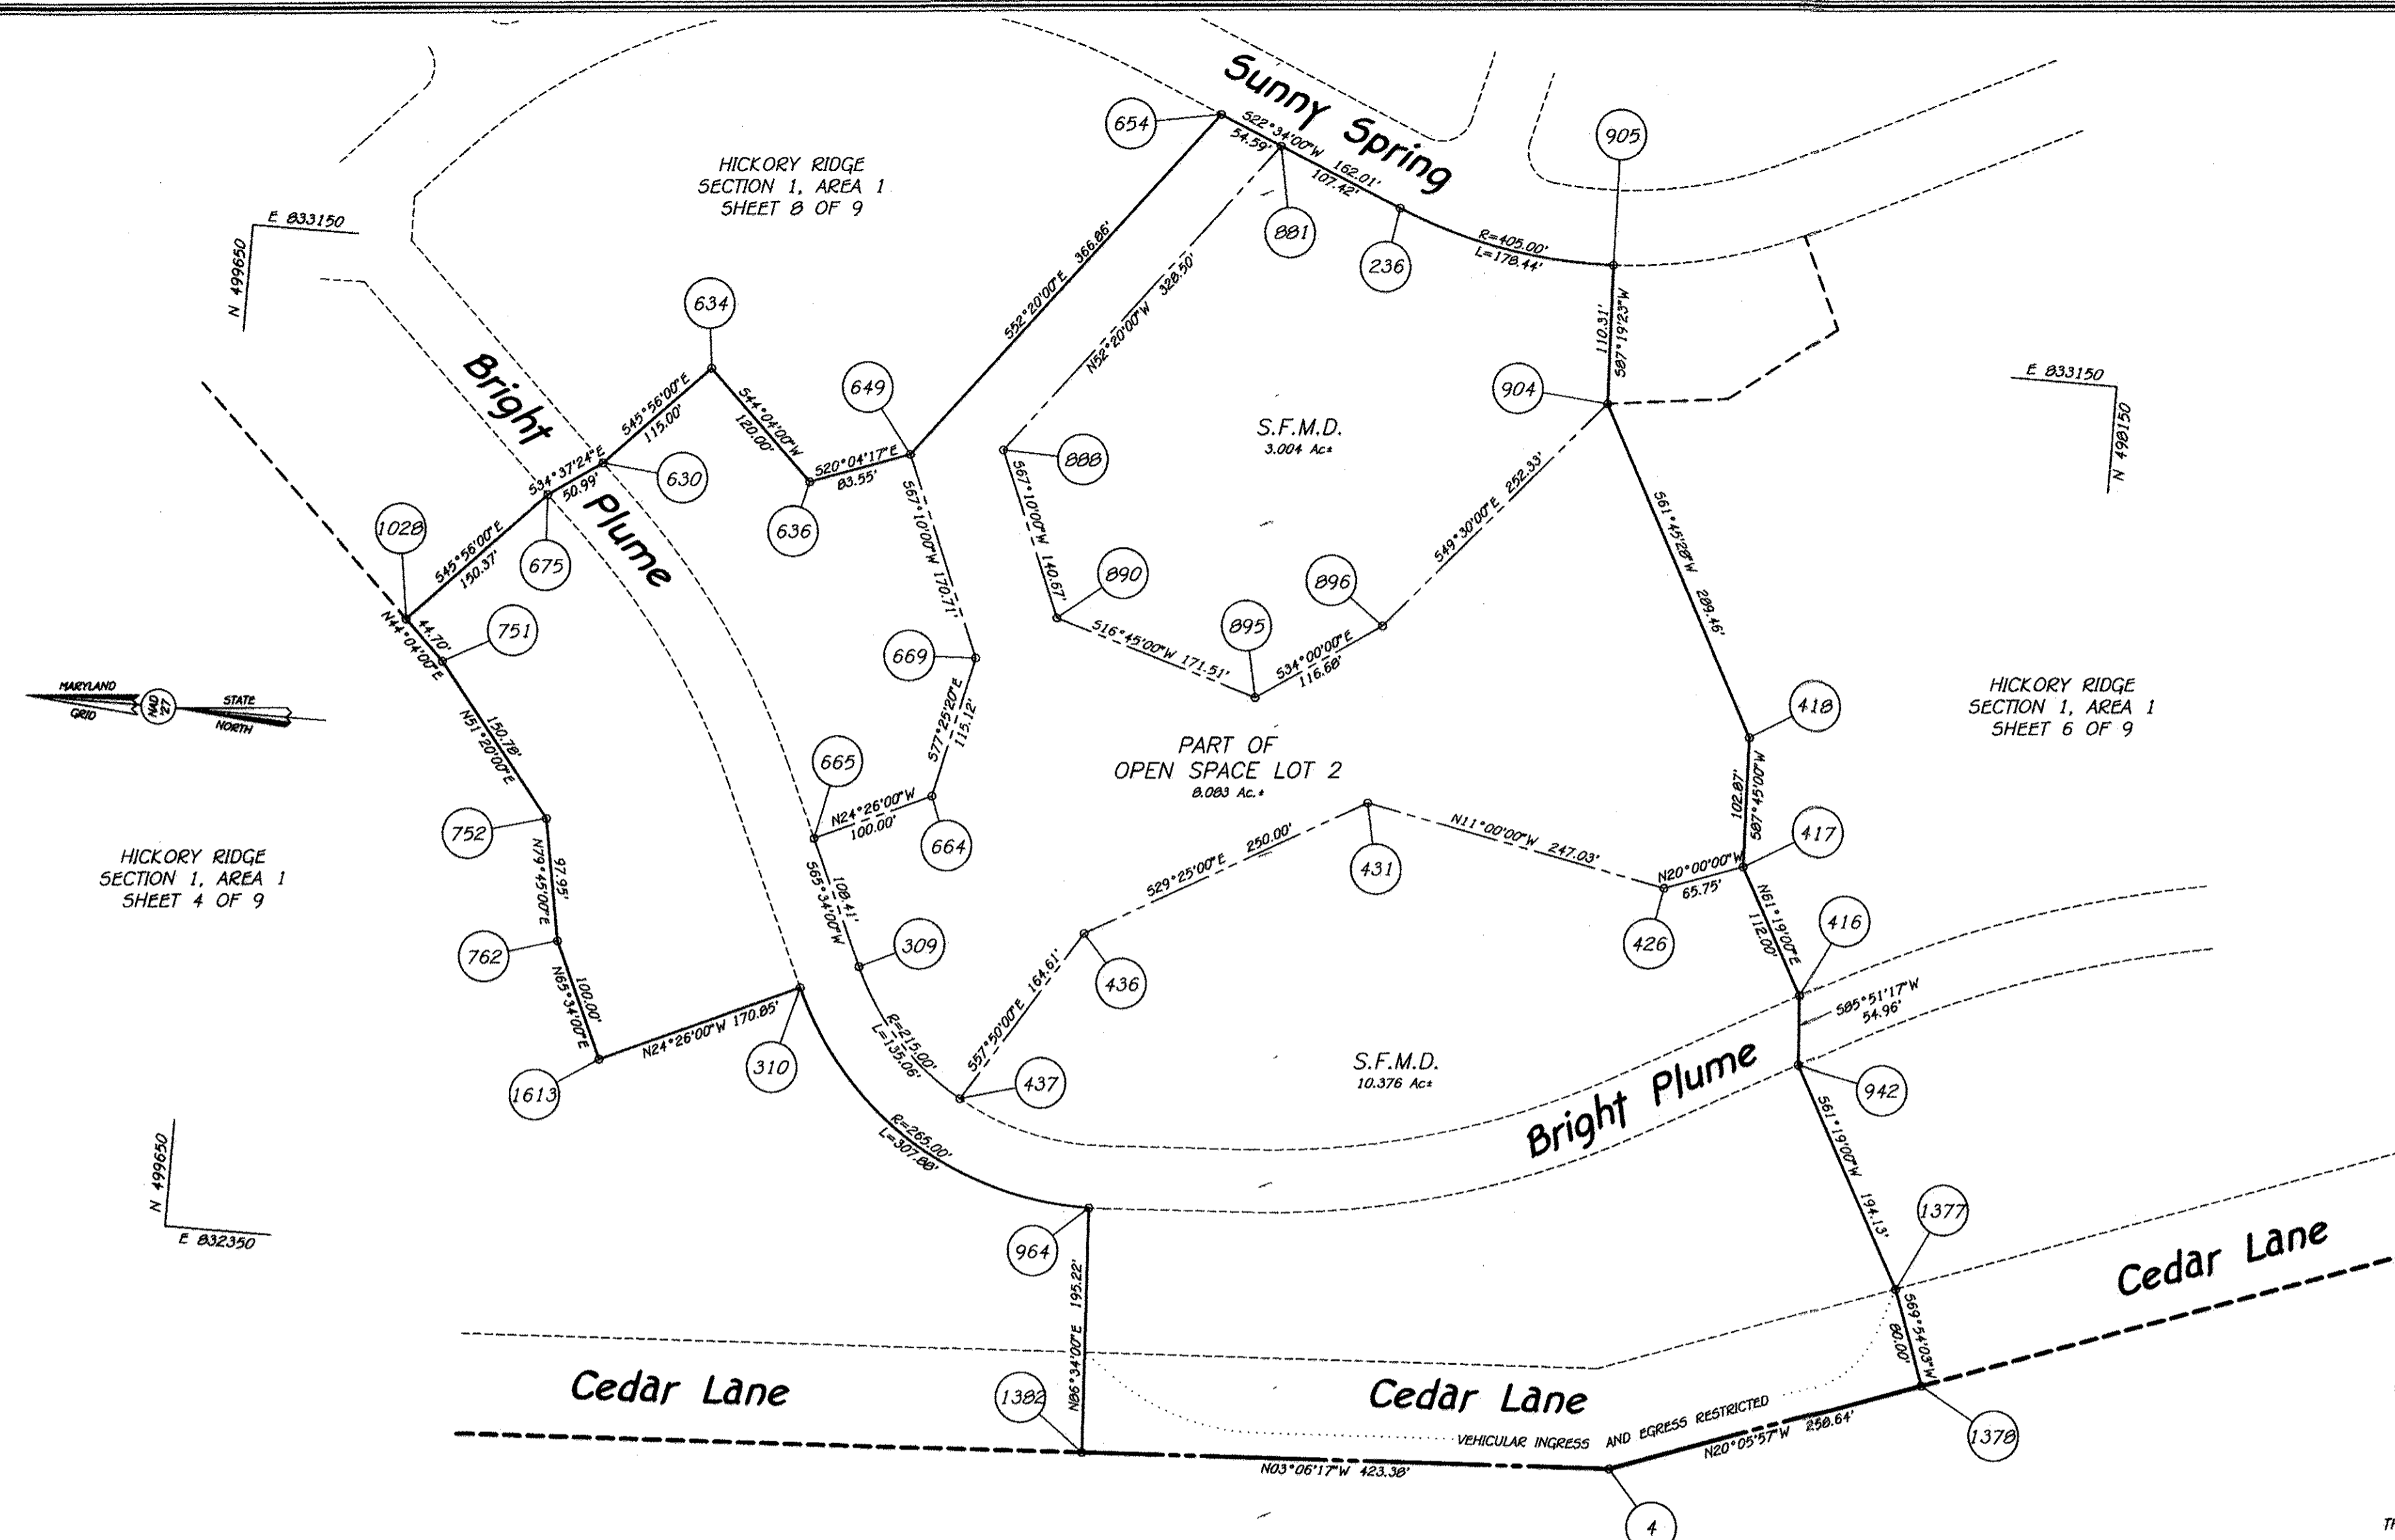 Sunny Spring
654
905
S22°34'00"W
54.59'
162.01'
107.42'
HICKORY RIDGE
SECTION 1, AREA 1
SHEET 8 OF 9
E 833150
N 499650
881
236
R=405.00'
L=178.44'
S52°20'00"E 366.86'
N52°20'00"W 328.50'
110.31'
S87°19'23"W
634
649
904
E 833150
N 498150
Bright Plume
S45°56'00"E
115.00'
S44°04'00"W
120.00'
S.F.M.D.
3.004 Ac±
S34°37'24"E
50.99'
630
S20°04'17"E
83.55'
888
636
1028
S45°56'00"E
150.37'
675
S67°10'00"W 170.71'
S67°10'00"W 140.67'
S49°30'00"E 252.33'
S61°45'28"W 289.46'
890
896
895
751
44.70'
N44°04'00"E
669
S16°45'00"W 171.51'
S34°00'00"E
116.68'
MARYLAND
STATE
GRID
NORTH
NAD
'27
HICKORY RIDGE
SECTION 1, AREA 1
SHEET 6 OF 9
418
150.78'
N51°20'00"E
S77°25'20"E
115.12'
PART OF
OPEN SPACE LOT 2
8.083 Ac.±
665
102.87'
S87°45'00"W
N24°26'00"W
100.00'
664
752
417
431
N11°00'00"W 247.03'
HICKORY RIDGE
SECTION 1, AREA 1
SHEET 4 OF 9
97.95'
N79°45'00"E
S29°25'00"E 250.00'
N20°00'00"W
65.75'
108.41'
S65°34'00"W
309
N61°19'00"E
112.00'
416
426
762
436
100.00'
N65°34'00"E
S57°50'00"E 164.61'
S85°51'17"W
54.96'
N24°26'00"W 170.85'
310
R=215.00'
L=135.06'
1613
437
S.F.M.D.
10.376 Ac±
942
Bright Plume
R=265.00'
L=307.88'
S61°19'00"W 194.13'
N 499650
E 832350
964
1377
N86°34'00"E 195.22'
S69°54'03"W
80.00'
Cedar Lane
Cedar Lane
Cedar Lane
1382
VEHICULAR INGRESS AND EGRESS RESTRICTED
N20°05'57"W 258.64'
1378
N03°06'17"W 423.38'
4